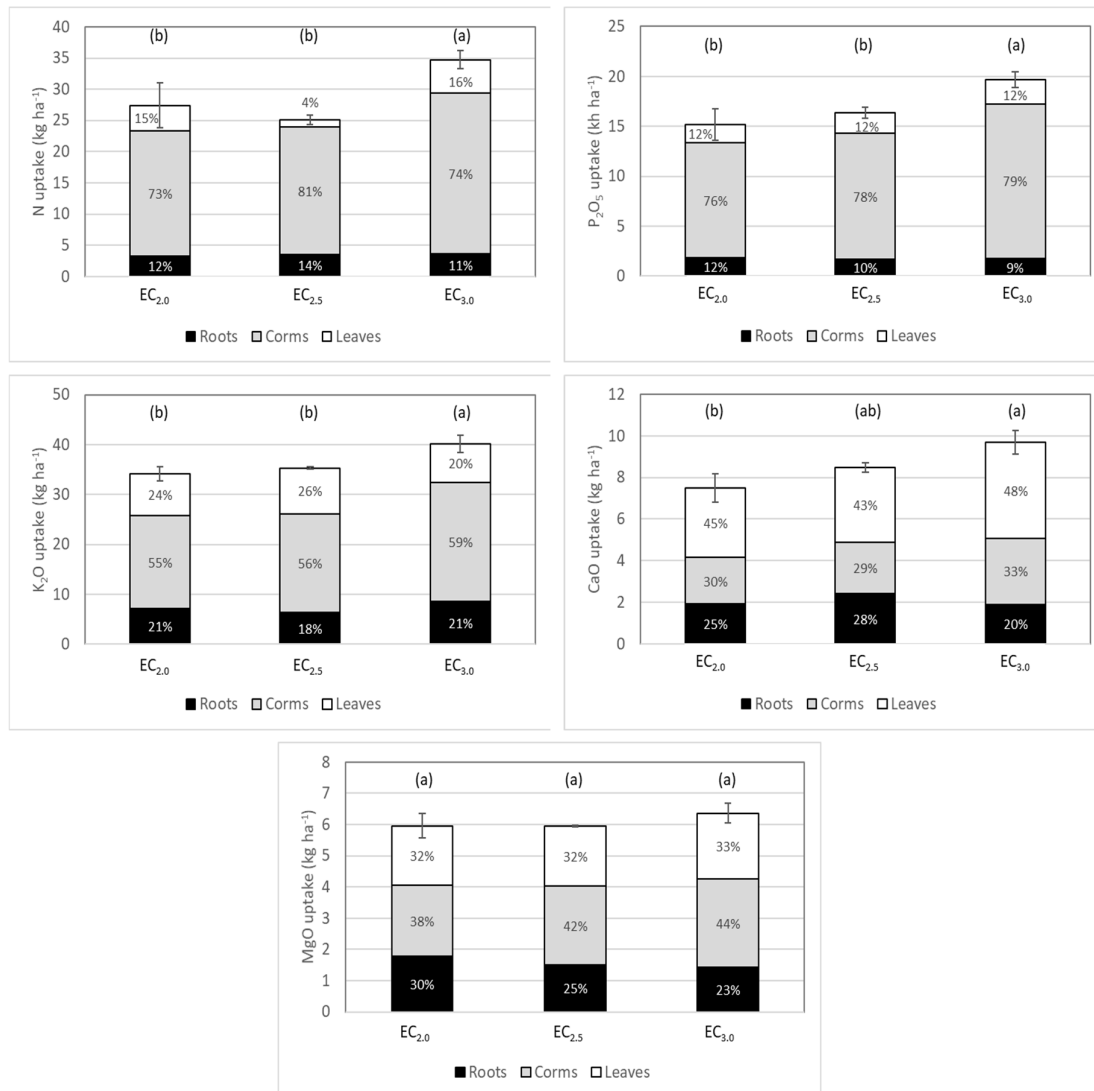 40
35
30
25
20
15
10
5
0
N uptake (kg ha⁻¹)
(b) (b) (a)
15% 4% 16%
73% 81% 74%
12% 14% 11%
EC₂.₀ EC₂.₅ EC₃.₀
Roots Corms Leaves
25
20
15
10
5
0
P₂O₅ uptake (kh ha⁻¹)
(b) (b) (a)
12% 12% 12%
76% 78% 79%
12% 10% 9%
EC₂.₀ EC₂.₅ EC₃.₀
Roots Corms Leaves
50
40
30
20
10
0
K₂O uptake (kg ha⁻¹)
(b) (b) (a)
24% 26% 20%
55% 56% 59%
21% 18% 21%
EC₂.₀ EC₂.₅ EC₃.₀
Roots Corms Leaves
12
10
8
6
4
2
0
CaO uptake (kg ha⁻¹)
(b) (ab) (a)
45% 43% 48%
30% 29% 33%
25% 28% 20%
EC₂.₀ EC₂.₅ EC₃.₀
Roots Corms Leaves
8
7
6
5
4
3
2
1
0
MgO uptake (kg ha⁻¹)
(a) (a) (a)
32% 32% 33%
38% 42% 44%
30% 25% 23%
EC₂.₀ EC₂.₅ EC₃.₀
Roots Corms Leaves